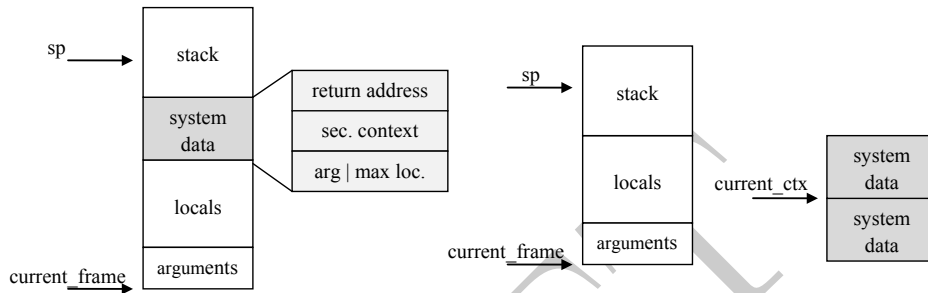 sp
stack
system
data
locals
arguments
current_frame
return address
sec. context
arg | max loc.
sp
stack
locals
arguments
current_frame
current_ctx
system
data
system
data